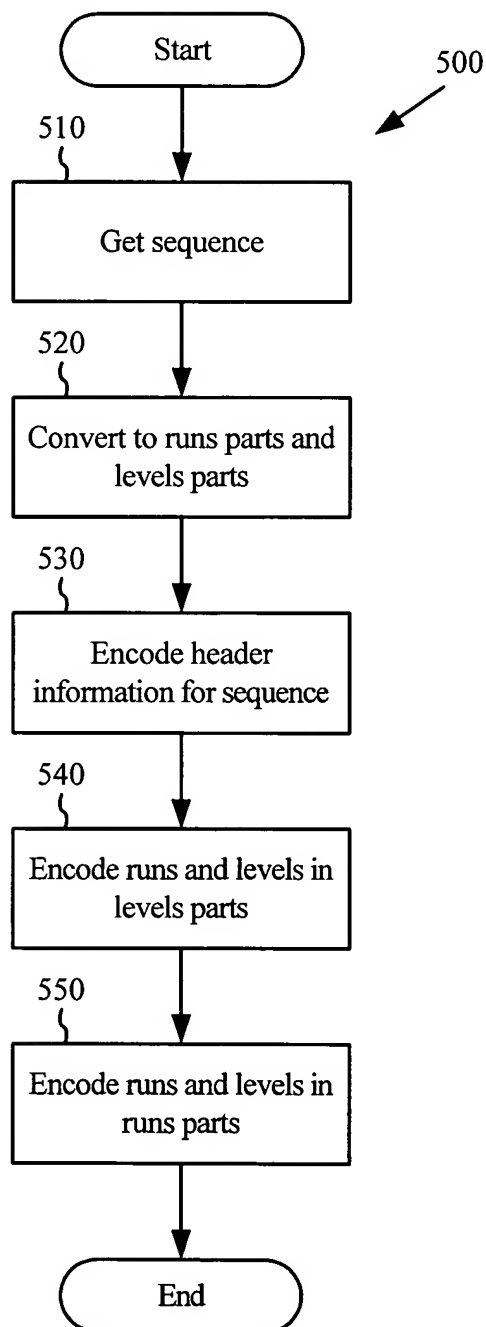 Start
500
510
Get sequence
520
Convert to runs parts and
levels parts
530
Encode header
information for sequence
540
Encode runs and levels in
levels parts
550
Encode runs and levels in
runs parts
End